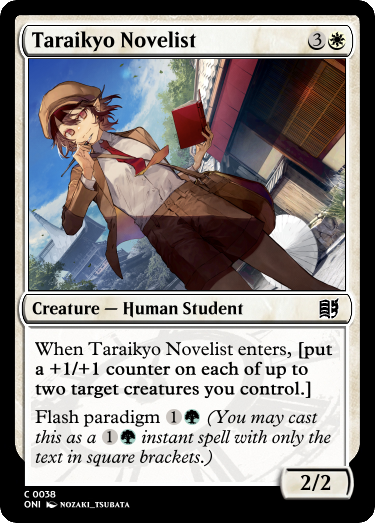 Taraikyo Novelist 3
Creature — Human Student
When Taraikyo Novelist enters, [put
a +1/+1 counter on each of up to
two target creatures you control.]
Flash paradigm 1 (You may cast
this as a 1 instant spell with only the
text in square brackets.)
2/2
C 0038
ONI NOZAKI_TSUBATA